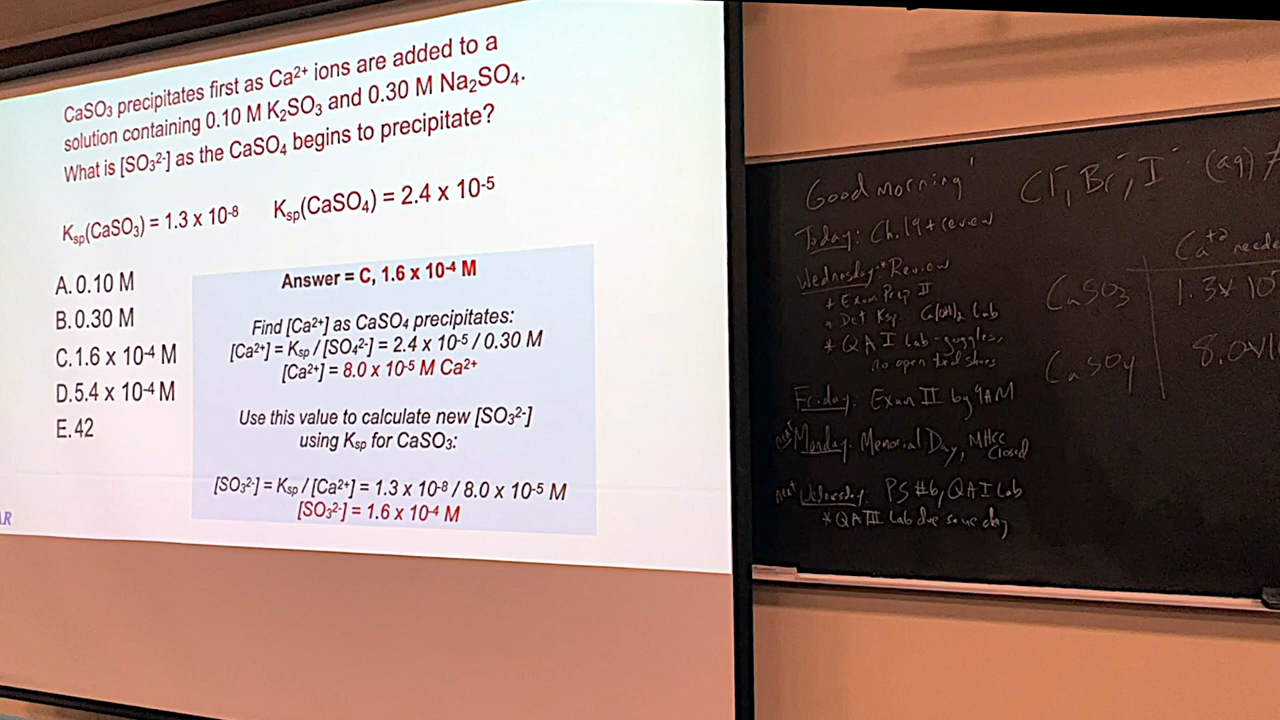 CaSO₃ precipitates first as Ca²⁺ ions are added to a
solution containing 0.10 M K₂SO₃ and 0.30 M Na₂SO₄.
What is [SO₃²⁻] as the CaSO₄ begins to precipitate?
Kₛₚ(CaSO₃) = 1.3 x 10⁻⁸ Kₛₚ(CaSO₄) = 2.4 x 10⁻⁵
A. 0.10 M
B. 0.30 M
C. 1.6 x 10⁻⁴ M
D. 5.4 x 10⁻⁴ M
E. 42
Answer = C, 1.6 x 10⁻⁴ M
Find [Ca²⁺] as CaSO₄ precipitates:
[Ca²⁺] = Kₛₚ / [SO₄²⁻] = 2.4 x 10⁻⁵ / 0.30 M
[Ca²⁺] = 8.0 x 10⁻⁵ M Ca²⁺
Use this value to calculate new [SO₃²⁻]
using Kₛₚ for CaSO₃:
[SO₃²⁻] = Kₛₚ / [Ca²⁺] = 1.3 x 10⁻⁸ / 8.0 x 10⁻⁵ M
[SO₃²⁻] = 1.6 x 10⁻⁴ M
AR
Good morning!
Today: Ch. 19 + review
Wednesday: * Review
* Exam Prep II
* Det Ksp Ca(OH)₂ Lab
* QA I Lab - goggles,
no open toed shoes
Friday: Exam II by 9AM
next Monday: Memorial Day, MHCC
Closed
next Wednesday: PS #6, QA I Lab
* QA III Lab due same day
Cl⁻, Br⁻, I⁻ (aq)
Ca⁺²
CaSO₃ 1.3 x 10
CaSO₄ 8.0 x 1